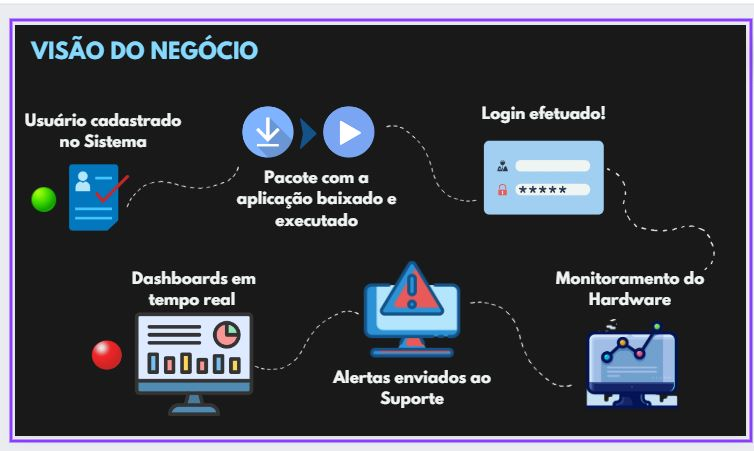 VISÃO DO NEGÓCIO
Usuário cadastrado
no Sistema
Pacote com a
aplicação baixado e
executado
Login efetuado!
*****
Monitoramento do
Hardware
Alertas enviados ao
Suporte
Dashboards em
tempo real